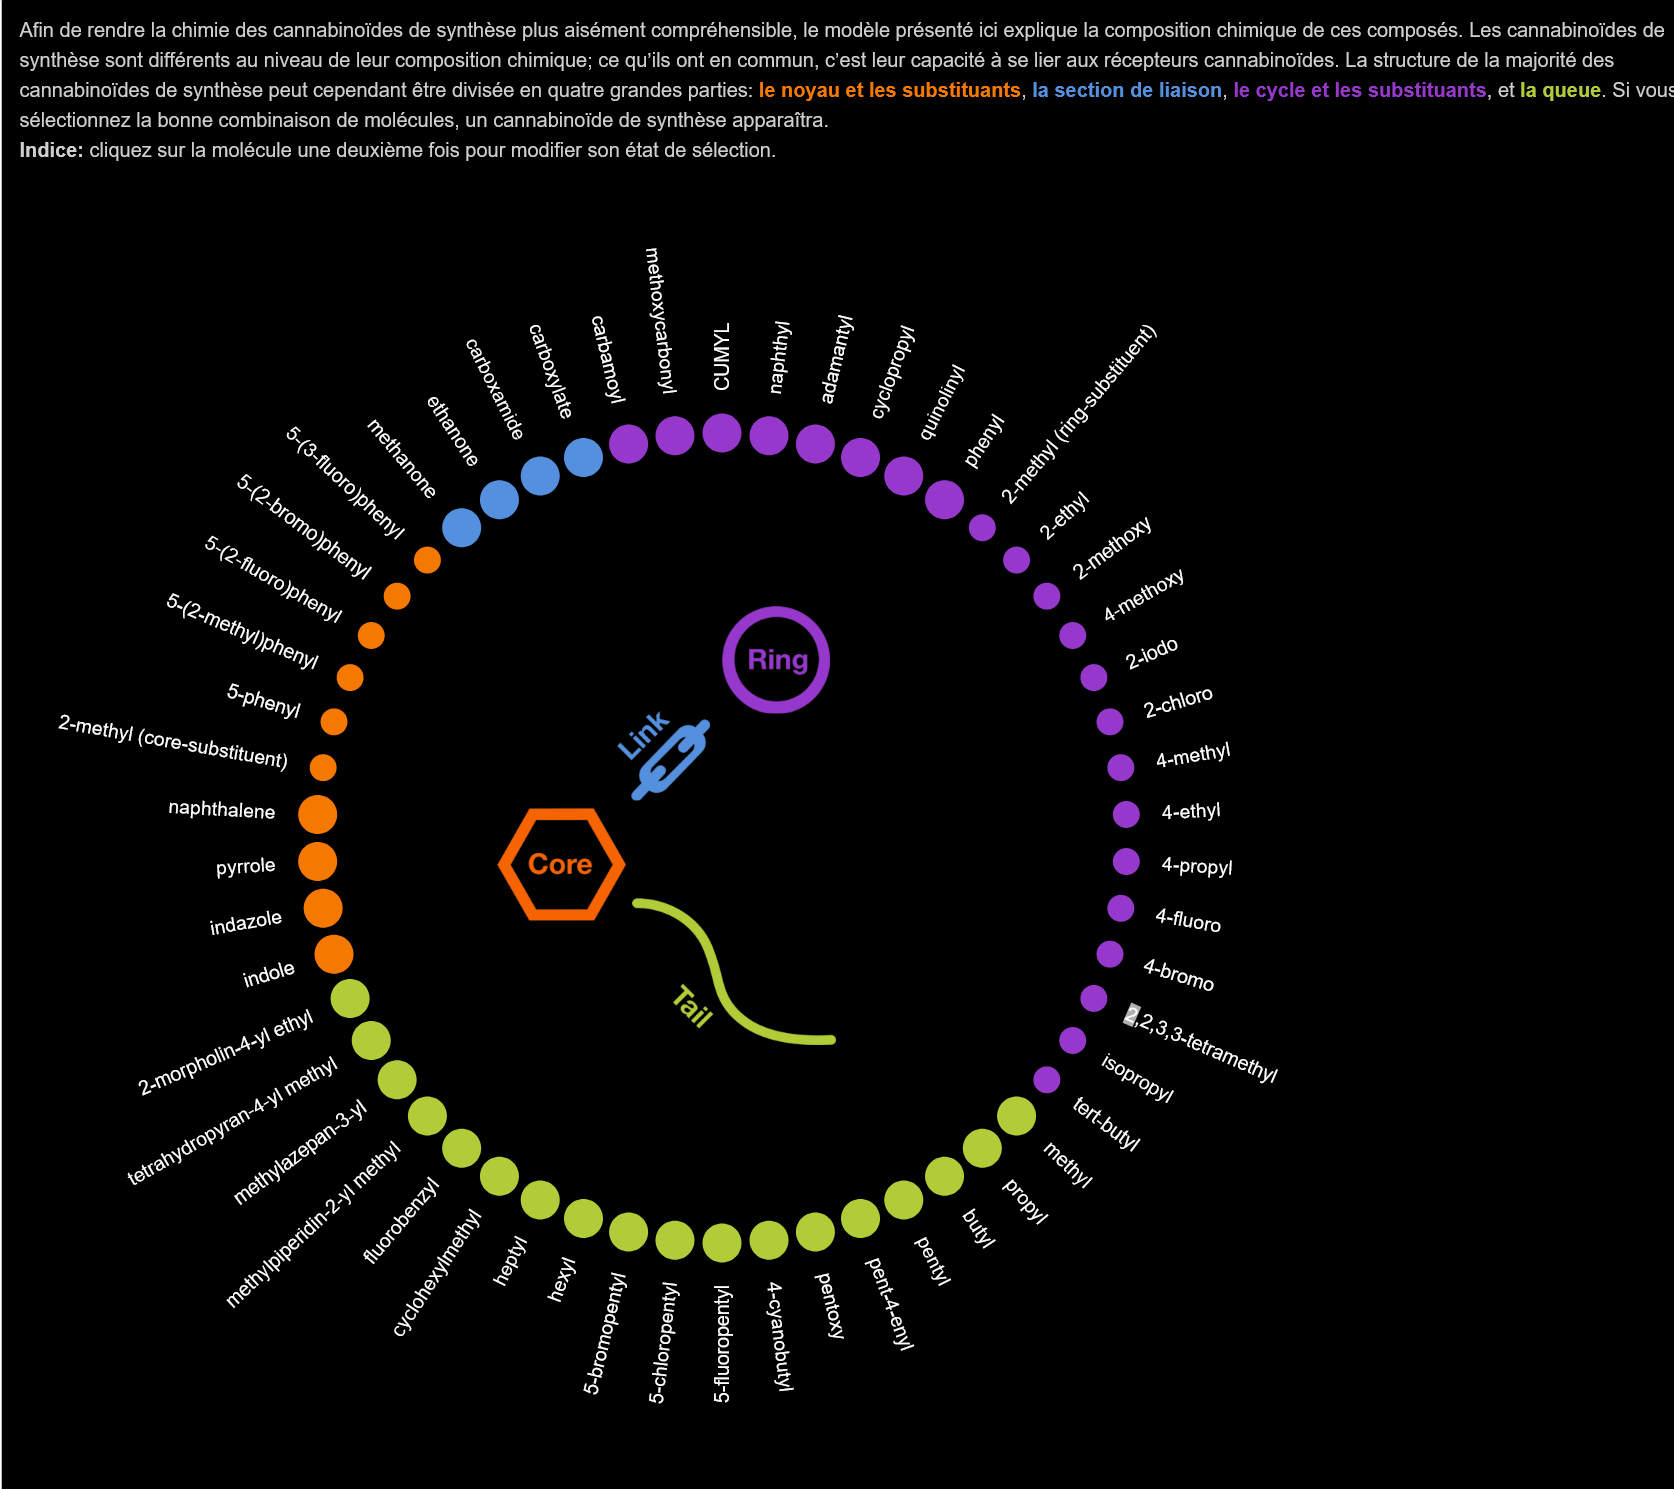 Afin de rendre la chimie des cannabinoïdes de synthèse plus aisément compréhensible, le modèle présenté ici explique la composition chimique de ces composés. Les cannabinoïdes de
synthèse sont différents au niveau de leur composition chimique; ce qu’ils ont en commun, c’est leur capacité à se lier aux récepteurs cannabinoïdes. La structure de la majorité des
cannabinoïdes de synthèse peut cependant être divisée en quatre grandes parties: le noyau et les substituants, la section de liaison, le cycle et les substituants, et la queue. Si vous
sélectionnez la bonne combinaison de molécules, un cannabinoïde de synthèse apparaîtra.
Indice: cliquez sur la molécule une deuxième fois pour modifier son état de sélection.
methanone
ethanone
carboxamide
carboxylate
carbamoyl
methoxycarbonyl
CUMYL
naphthyl
adamantyl
cyclopropyl
quinolinyl
phenyl
2-methyl (ring-substituent)
2-ethyl
2-methoxy
4-methoxy
2-iodo
2-chloro
4-methyl
4-ethyl
4-propyl
4-fluoro
4-bromo
2,2,3,3-tetramethyl
isopropyl
tert-butyl
methyl
propyl
butyl
pentyl
pent-4-enyl
pentoxy
4-cyanobutyl
5-fluoropentyl
5-chloropentyl
5-bromopentyl
hexyl
heptyl
cyclohexylmethyl
fluorobenzyl
methylpiperidin-2-yl methyl
methylazepan-3-yl
tetrahydropyran-4-yl methyl
2-morpholin-4-yl ethyl
indole
indazole
pyrrole
naphthalene
2-methyl (core-substituent)
5-phenyl
5-(2-methyl)phenyl
5-(2-fluoro)phenyl
5-(2-bromo)phenyl
5-(3-fluoro)phenyl
Ring
Link
Core
Tail